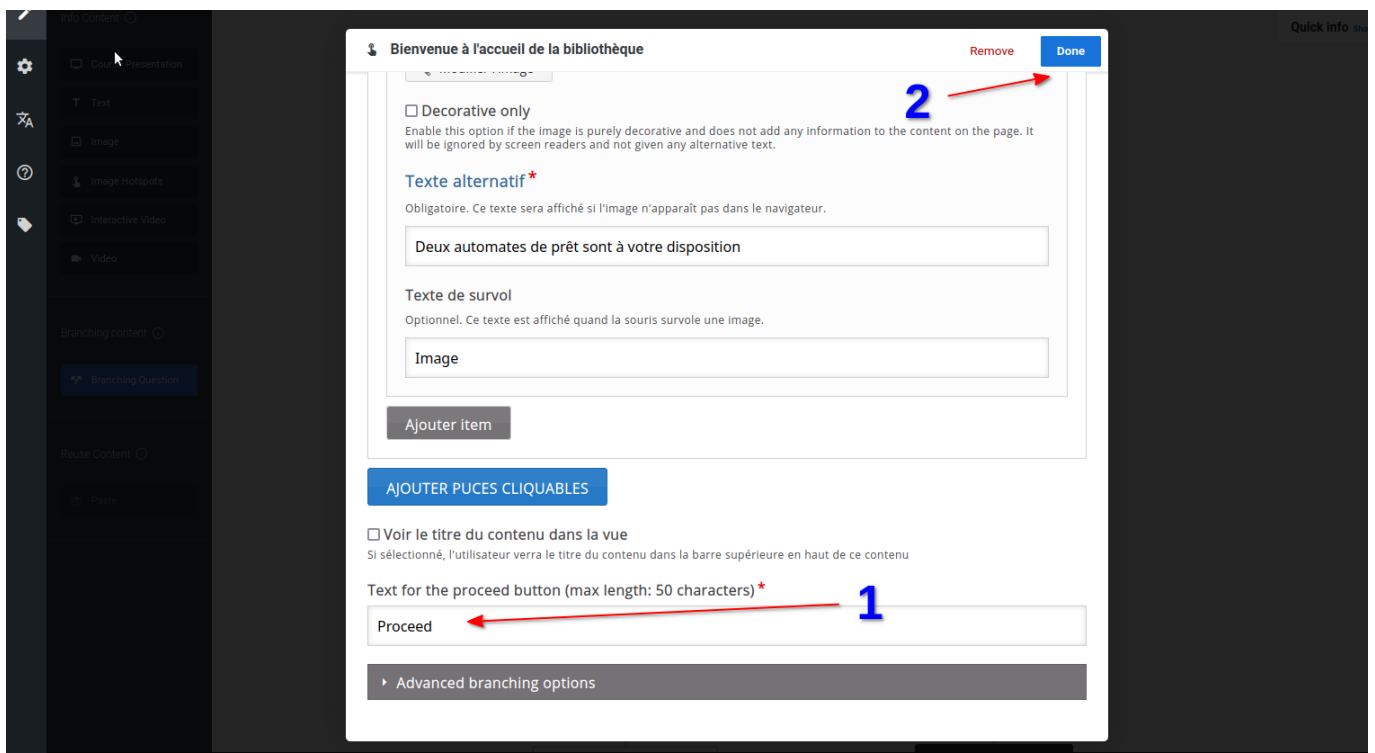 Info Content
Quick Info
Course Presentation
Text
Image
Image Hotspots
Interactive Video
Video
Branching content
Branching Question
Reuse Content
Paste
Bienvenue à l'accueil de la bibliothèque
Remove
Done
2
Decorative only
Enable this option if the image is purely decorative and does not add any information to the content on the page. It
will be ignored by screen readers and not given any alternative text.
Texte alternatif*
Obligatoire. Ce texte sera affiché si l'image n'apparaît pas dans le navigateur.
Deux automates de prêt sont à votre disposition
Texte de survol
Optionnel. Ce texte est affiché quand la souris survole une image.
Image
Ajouter item
AJOUTER PUCES CLIQUABLES
Voir le titre du contenu dans la vue
Si sélectionné, l'utilisateur verra le titre du contenu dans la barre supérieure en haut de ce contenu
Text for the proceed button (max length: 50 characters)*
1
Proceed
Advanced branching options